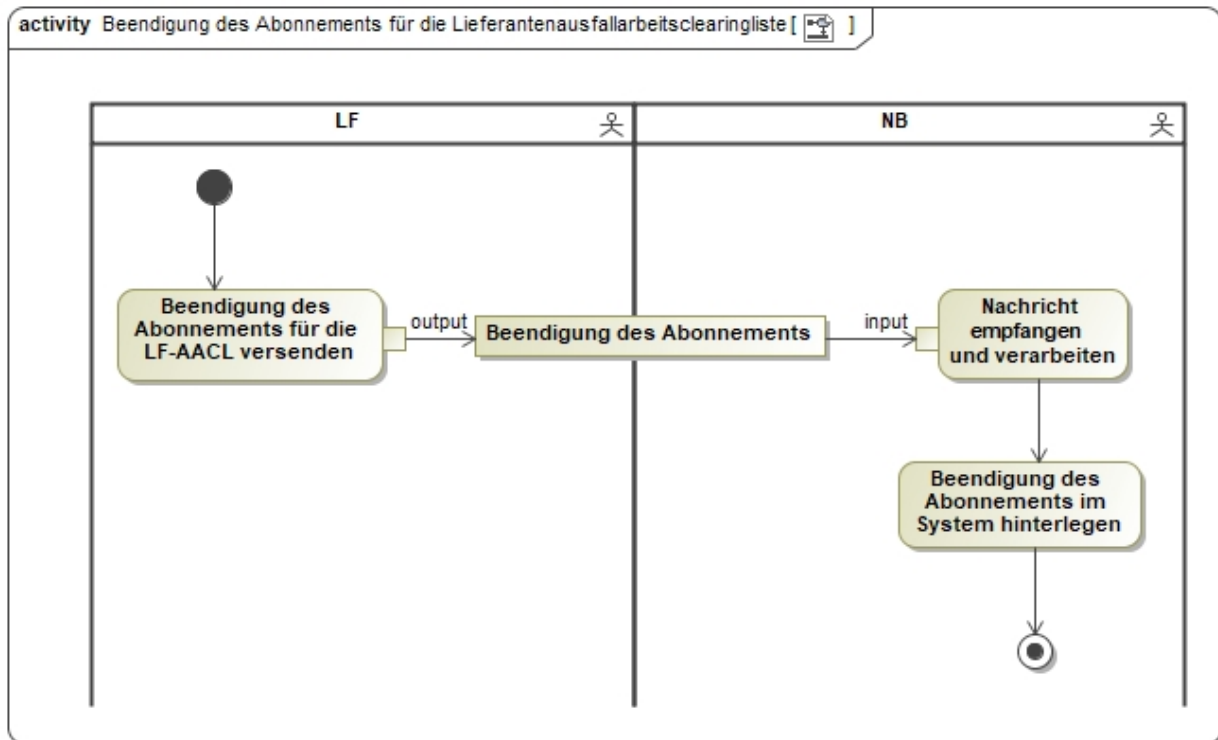 activity Beendigung des Abonnements für die Lieferantenausfallarbeitsclearingliste [ ]
LF
NB
Beendigung des
Abonnements für die
LF-AACL versenden
output
Beendigung des Abonnements
input
Nachricht
empfangen
und verarbeiten
Beendigung des
Abonnements im
System hinterlegen